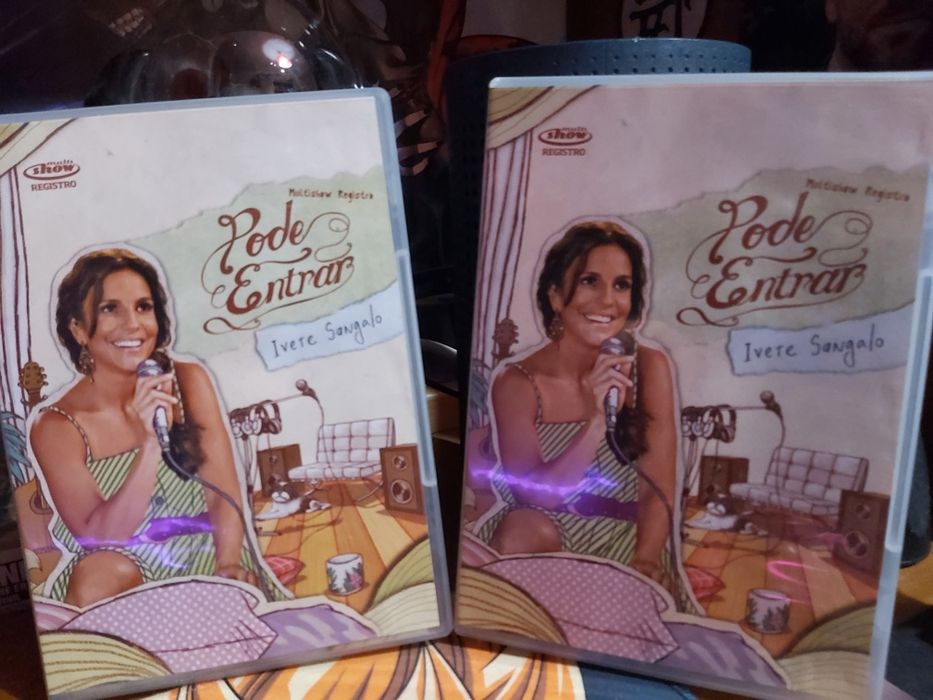 multi
show
REGISTRO
Multishow Registro
Pode
Entrar
Ivete Sangalo
multi
show
REGISTRO
Multishow Registro
Pode
Entrar
Ivete Sangalo